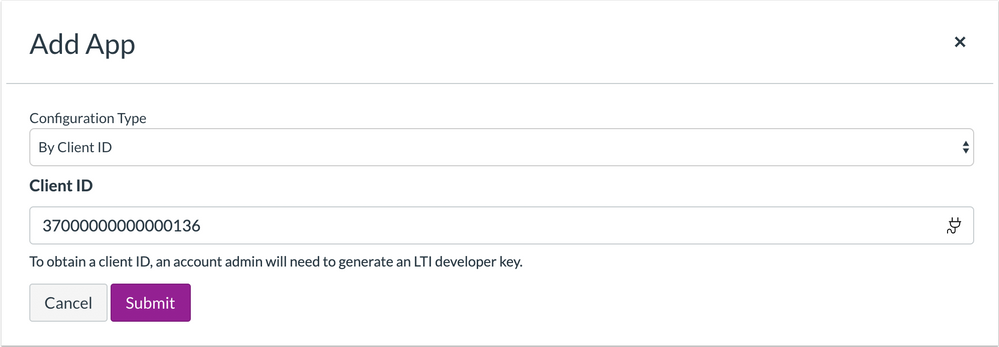 Add App
Configuration Type
By Client ID
Client ID
37000000000000136
To obtain a client ID, an account admin will need to generate an LTI developer key.
Cancel Submit